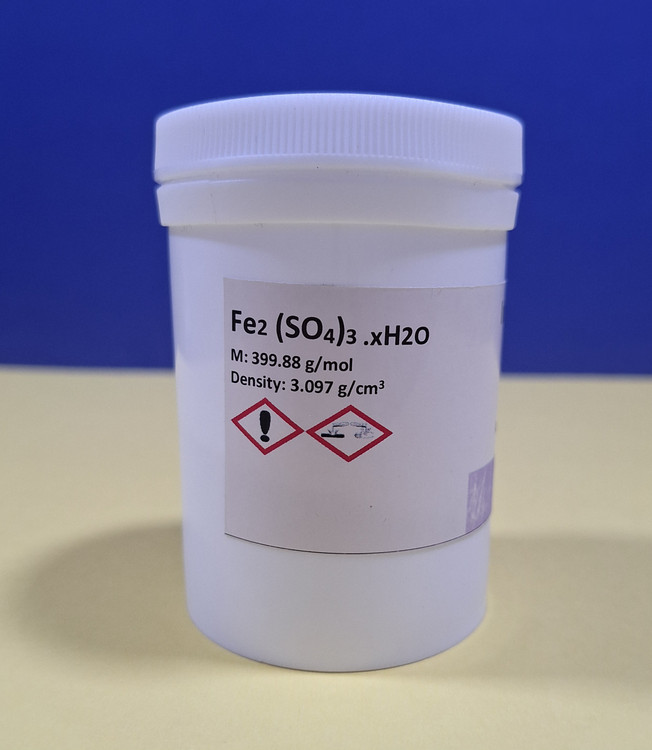 Fe2 (SO4)3 .xH2O
M: 399.88 g/mol
Density: 3.097 g/cm³